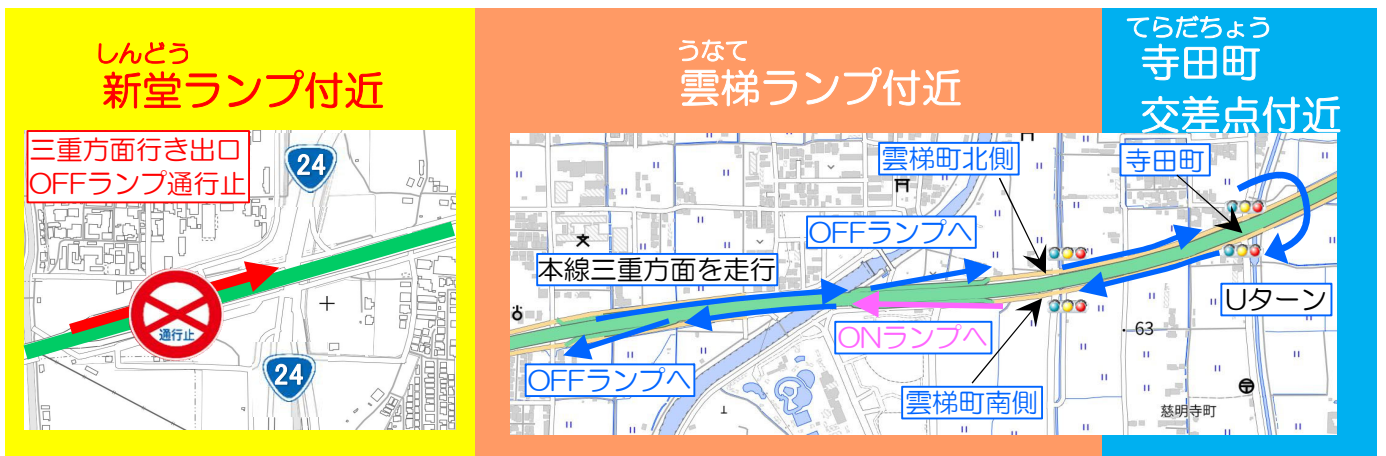 しんどう
新堂ランプ付近
三重方面行き出口
OFFランプ通行止
24
通行止
24
うなて
雲梯ランプ付近
雲梯町北側
寺田町
OFFランプへ
本線三重方面を走行
Uターン
ONランプへ
63
OFFランプへ
雲梯町南側
慈明寺町
てらだちょう
寺田町
交差点付近